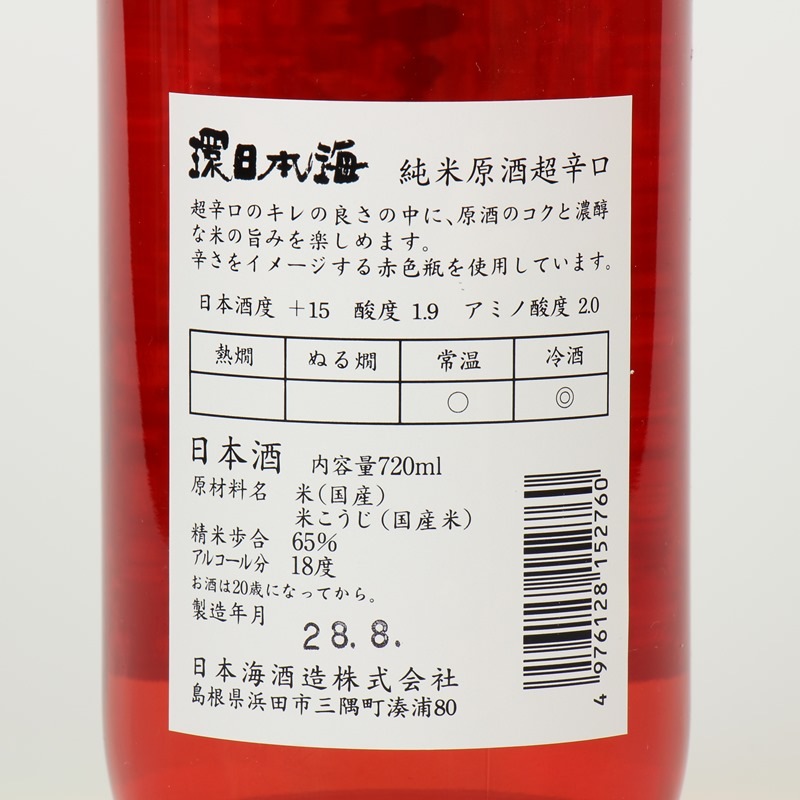 環日本海 純米原酒超辛口
超辛口のキレの良さの中に、原酒のコクと濃醇
な米の旨みを楽しめます。
辛さをイメージする赤色瓶を使用しています。
日本酒度 +15 酸度 1.9 アミノ酸度 2.0
熱燗 ぬる燗 常温 冷酒
○ ◎
日本酒 内容量720ml
原材料名 米(国産)
米こうじ(国産米)
精米歩合 65%
アルコール分 18度
お酒は20歳になってから。
製造年月
28.8.
日本海酒造株式会社
島根県浜田市三隅町湊浦80
4 976128 152760